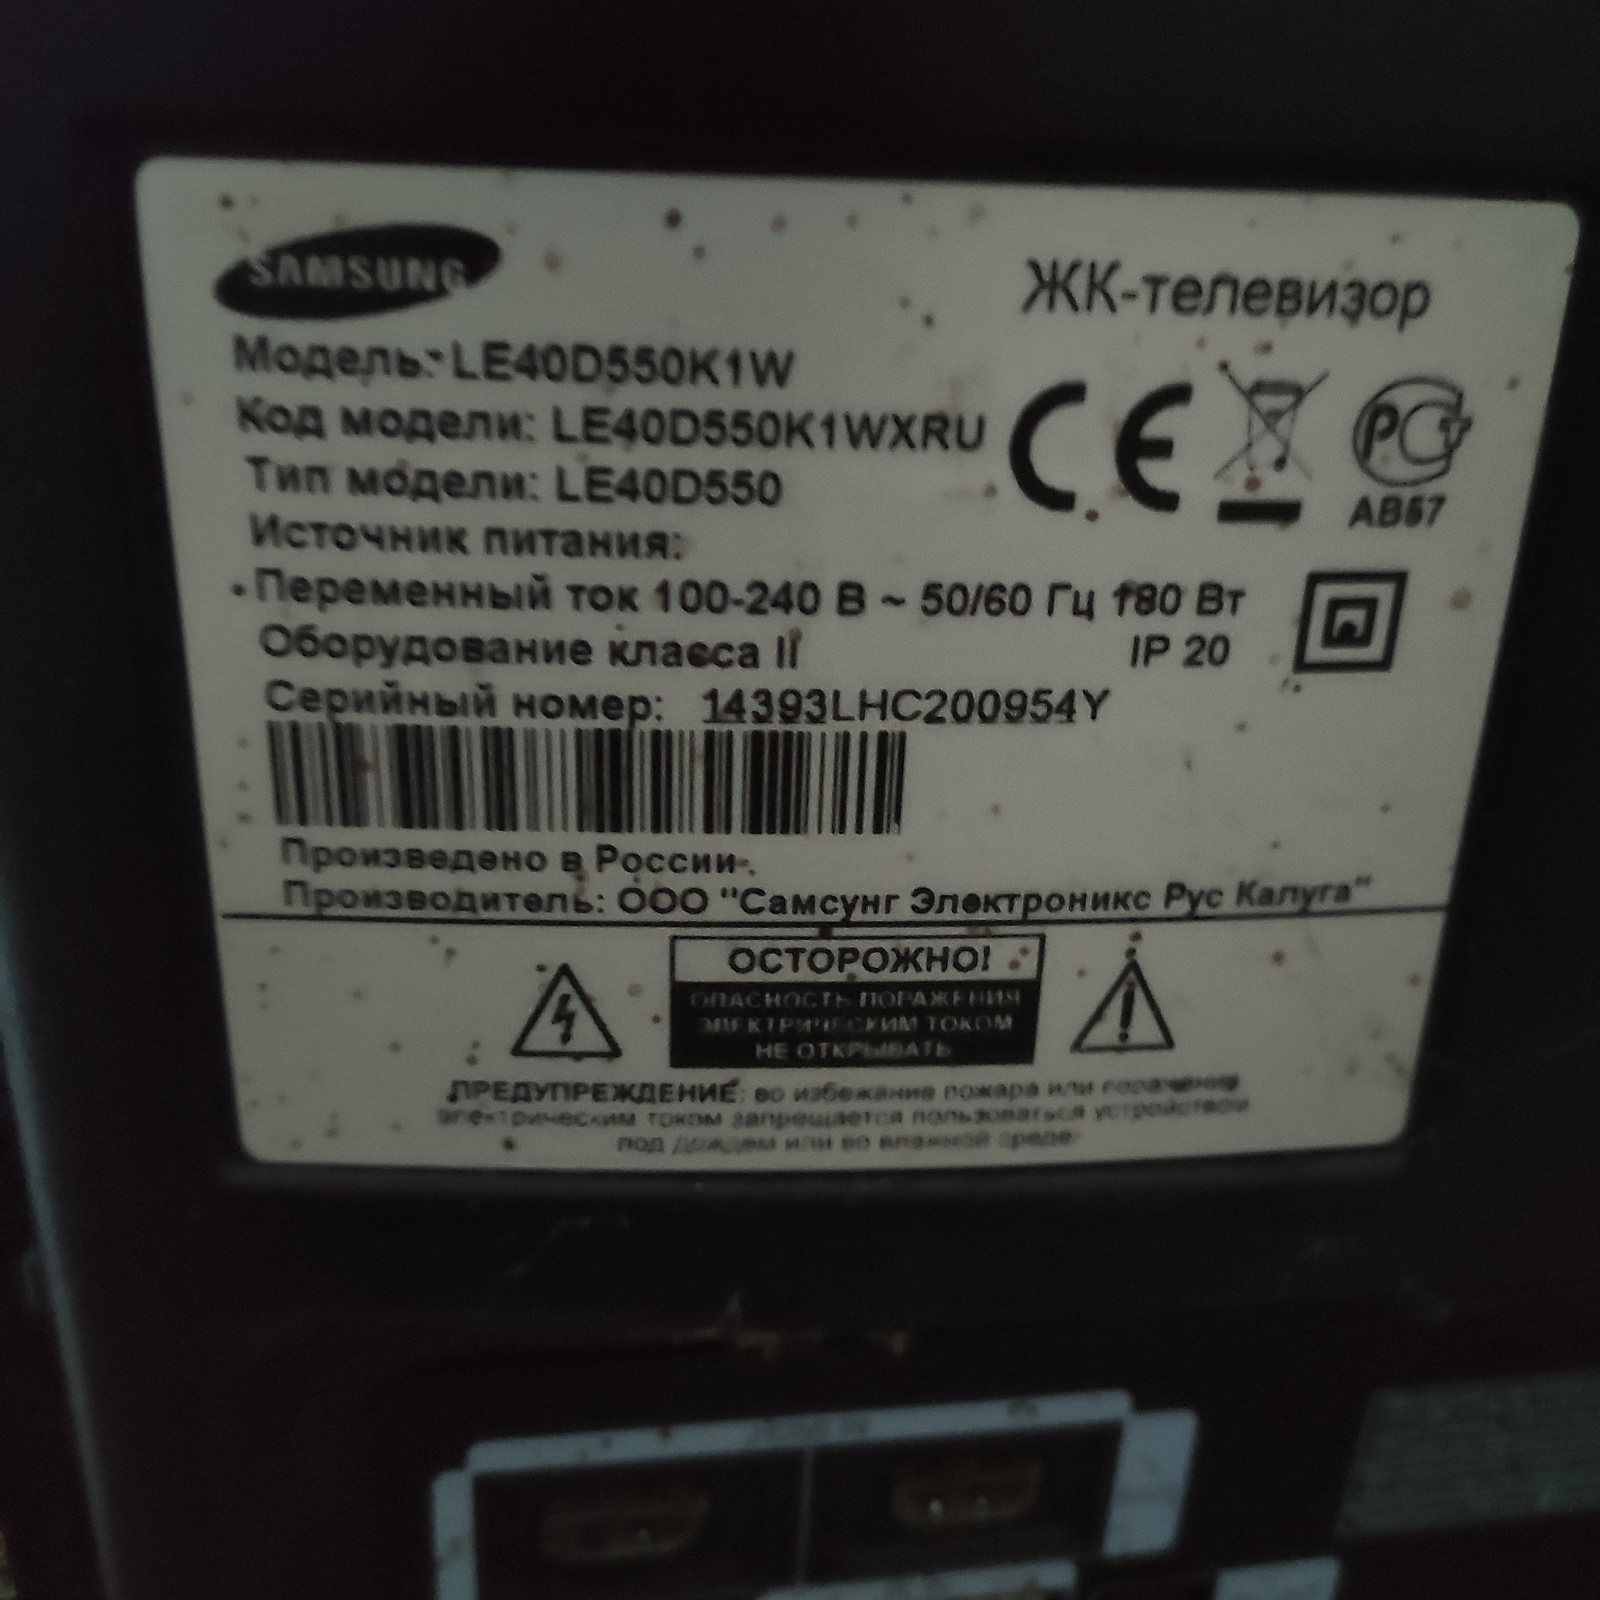 SAMSUNG
ЖК-телевизор
Модель: LE40D550K1W
Код модели: LE40D550K1WXRU
Тип модели: LE40D550
CE
РС
АВ57
Источник питания:
Переменный ток 100-240 В ~ 50/60 Гц 180 Вт
Оборудование класса II
IP 20
Серийный номер: 14393LHC200954Y
Произведено в России.
Производитель: ООО "Самсунг Электроникс Рус Калуга"
ОСТОРОЖНО!
ОПАСНОСТЬ ПОРАЖЕНИЯ
ЭЛЕКТРИЧЕСКИМ ТОКОМ
НЕ ОТКРЫВАТЬ
ПРЕДУПРЕЖДЕНИЕ: во избежание пожара или поражения
электрическим током запрещается пользоваться устройством
под дождем или во влажной среде